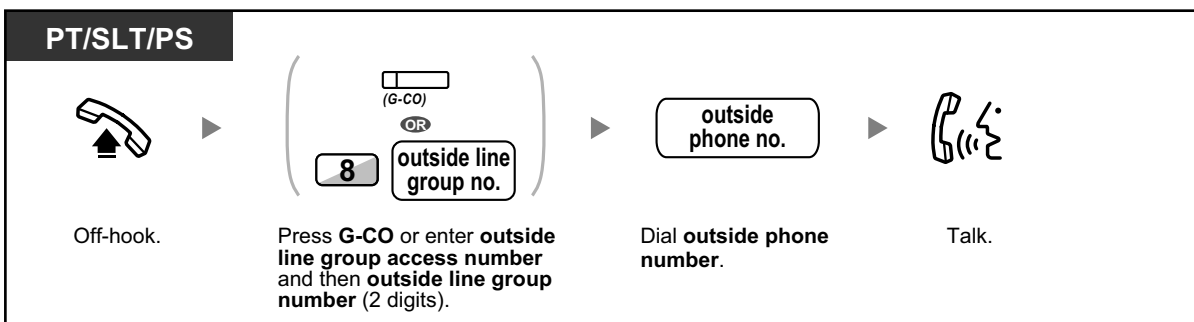 PT/SLT/PS
(G-CO)
OR
8
outside line
group no.
outside
phone no.
Off-hook.
Press G-CO or enter outside
line group access number
and then outside line group
number (2 digits).
Dial outside phone
number.
Talk.